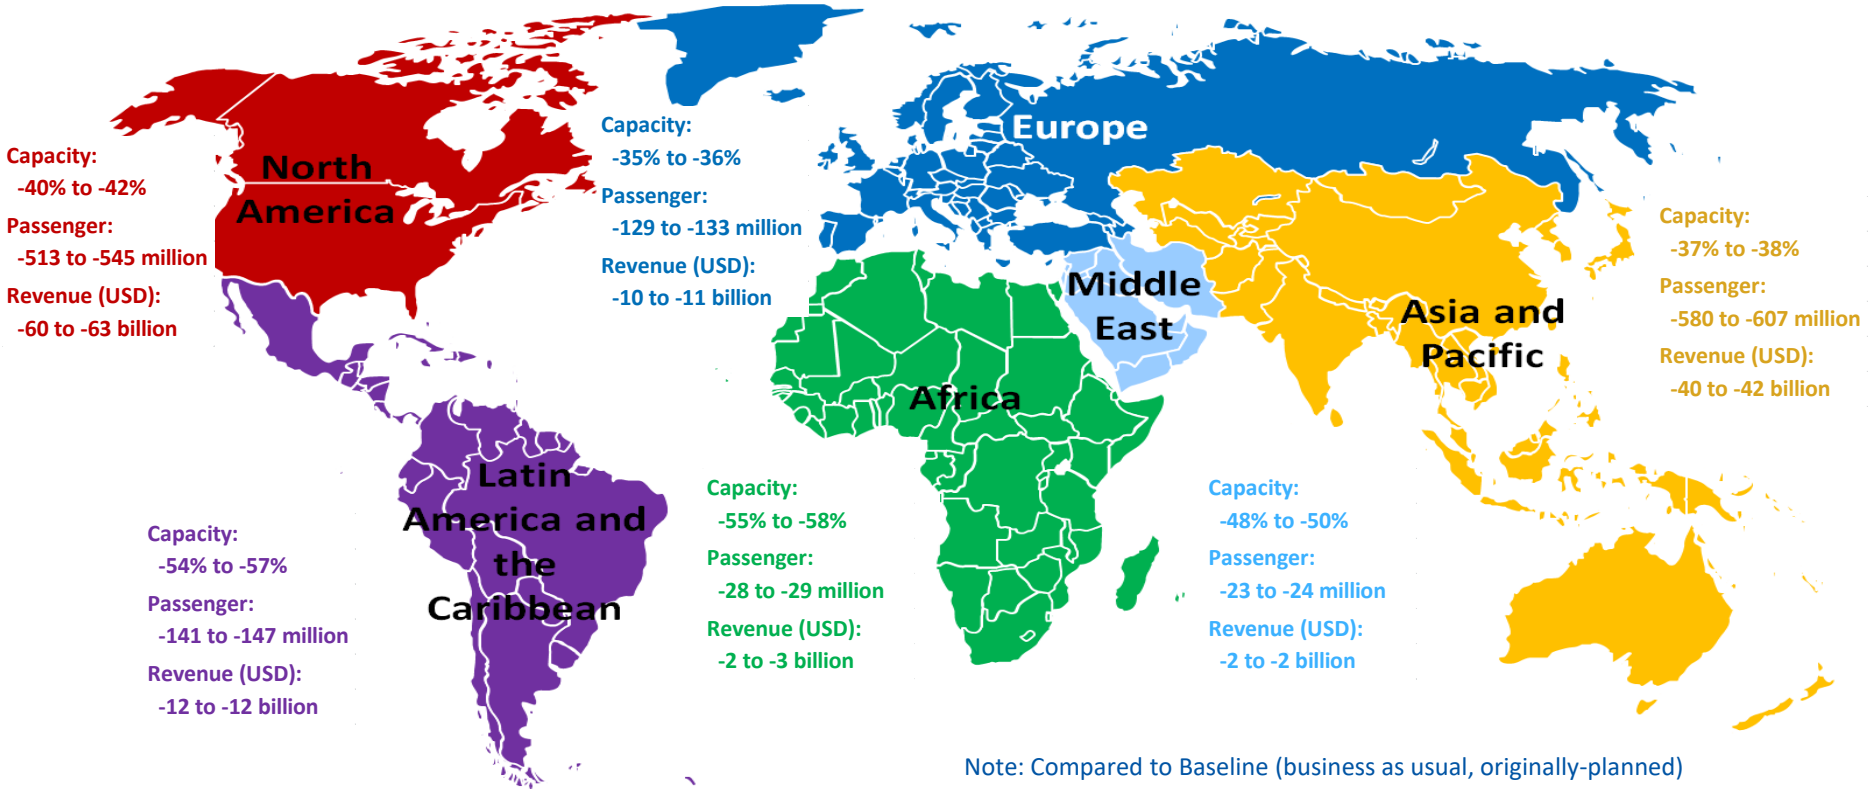 North
America
Capacity:
-40% to -42%
Passenger:
-513 to -545 million
Revenue (USD):
-60 to -63 billion
Capacity:
-35% to -36%
Passenger:
-129 to -133 million
Revenue (USD):
-10 to -11 billion
Europe
Middle
East
Asia and
Pacific
Capacity:
-37% to -38%
Passenger:
-580 to -607 million
Revenue (USD):
-40 to -42 billion
Africa
Latin
America and
the
Caribbean
Capacity:
-54% to -57%
Passenger:
-141 to -147 million
Revenue (USD):
-12 to -12 billion
Capacity:
-55% to -58%
Passenger:
-28 to -29 million
Revenue (USD):
-2 to -3 billion
Capacity:
-48% to -50%
Passenger:
-23 to -24 million
Revenue (USD):
-2 to -2 billion
Note: Compared to Baseline (business as usual, originally-planned)